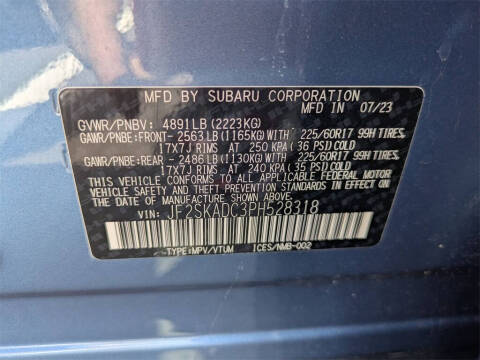 MFD BY SUBARU CORPORATION
IN 07/23
GVWR/PNBV: 4891LB(2223KG)
GAWR/PNBE:FRONT- 2563LB(1165KG)WITH 225/60R17 99H TIRES,
17X7J RIMS AT 250 KPA (36 PSI)COLD
GAWR/PNBE:REAR - 2486LB(1130KG)WITH 225/60R17 99H TIRES,
17X7J RIMS AT 240 KPA (35 PSI)COLD
THIS VEHICLE CONFORMS TO ALL APPLICABLE FEDERAL MOTOR
VEHICLE SAFETY AND THEFT PREVENTION STANDARDS IN EFFECT
ON THE DATE OF MANUFACTURE SHOWN ABOVE.
VIN: JF2SKADC3PH528318
TYPE:MPV/VTUM ICES/NMB-002